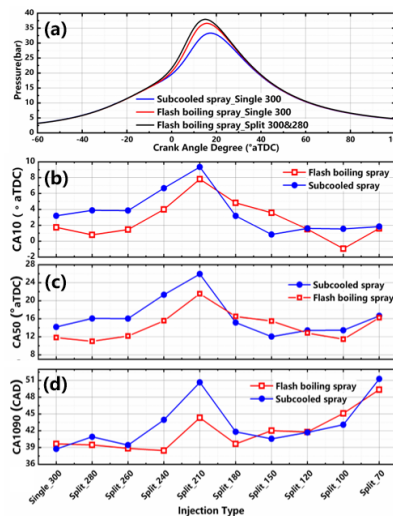 (a)
40
35
30
25
20
15
10
5
0
Pressure(bar)
Subcooled spray_Single 300
Flash boiling spray_Single 300
Flash boiling spray_Split 300&280
-60 -40 -20 0 20 40 60 80 100
Crank Angle Degree (°aTDC)
(b)
10
8
6
4
2
0
-2
CA10 (° aTDC)
Flash boiling spray
Subcooled spray
(c)
28
24
20
16
12
8
CA50 (° aTDC)
Subcooled spray
Flash boiling spray
(d)
51
48
45
42
39
36
CA1090 (CAD)
Flash boiling spray
Subcooled spray
Single_300 Split_280 Split_260 Split_240 Split_210 Split_180 Split_150 Split_120 Split_100 Split_70
Injection Type